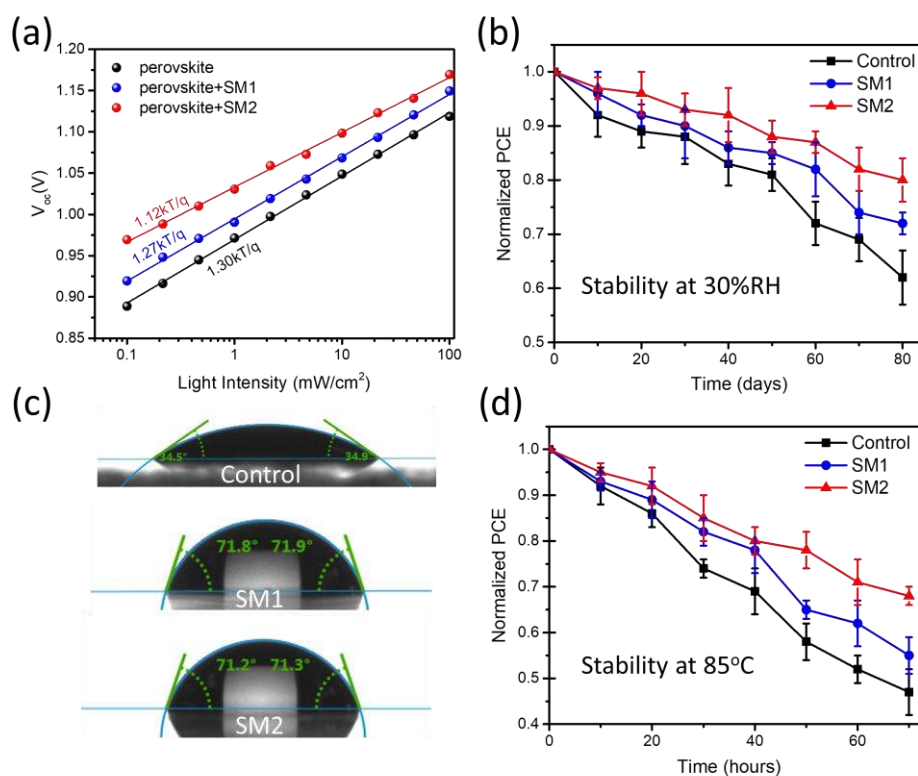 (a)
1.20
1.15
1.10
1.05
1.00
0.95
0.90
0.85
V_oc(V)
perovskite
perovskite+SM1
perovskite+SM2
1.12kT/q
1.27kT/q
1.30kT/q
0.1 1 10 100
Light Intensity (mW/cm²)
(b)
1.0
0.9
0.8
0.7
0.6
0.5
Normalized PCE
Control
SM1
SM2
Stability at 30%RH
0 20 40 60 80
Time (days)
(c)
34.5° 34.9°
Control
71.8° 71.9°
SM1
71.2° 71.3°
SM2
(d)
1.0
0.9
0.8
0.7
0.6
0.5
0.4
Normalized PCE
Control
SM1
SM2
Stability at 85°C
0 20 40 60
Time (hours)